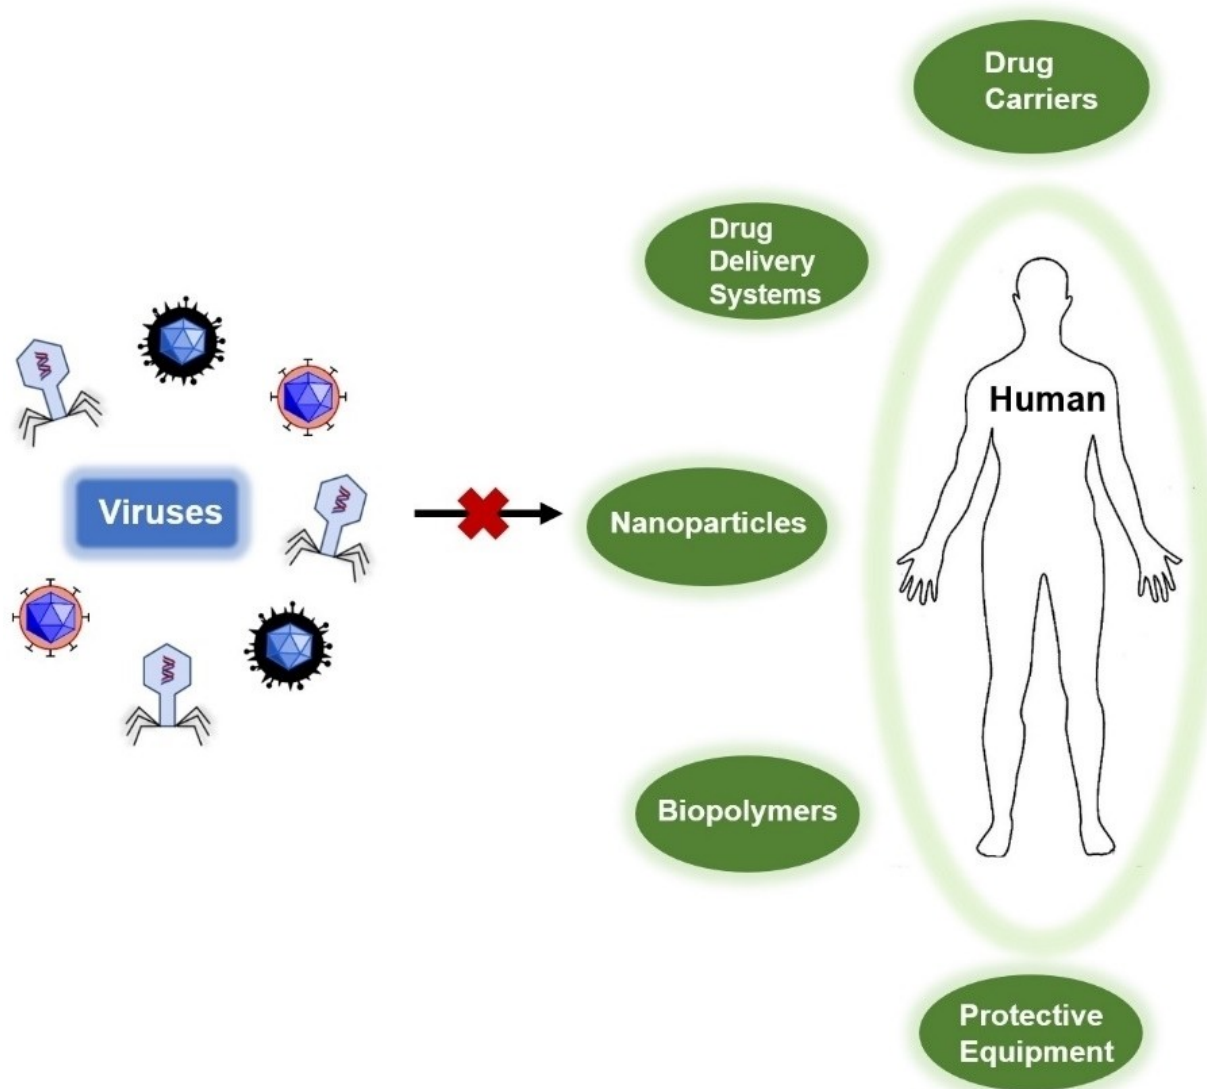 Drug
Carriers
Drug
Delivery
Systems
Human
Viruses
Nanoparticles
Biopolymers
Protective
Equipment